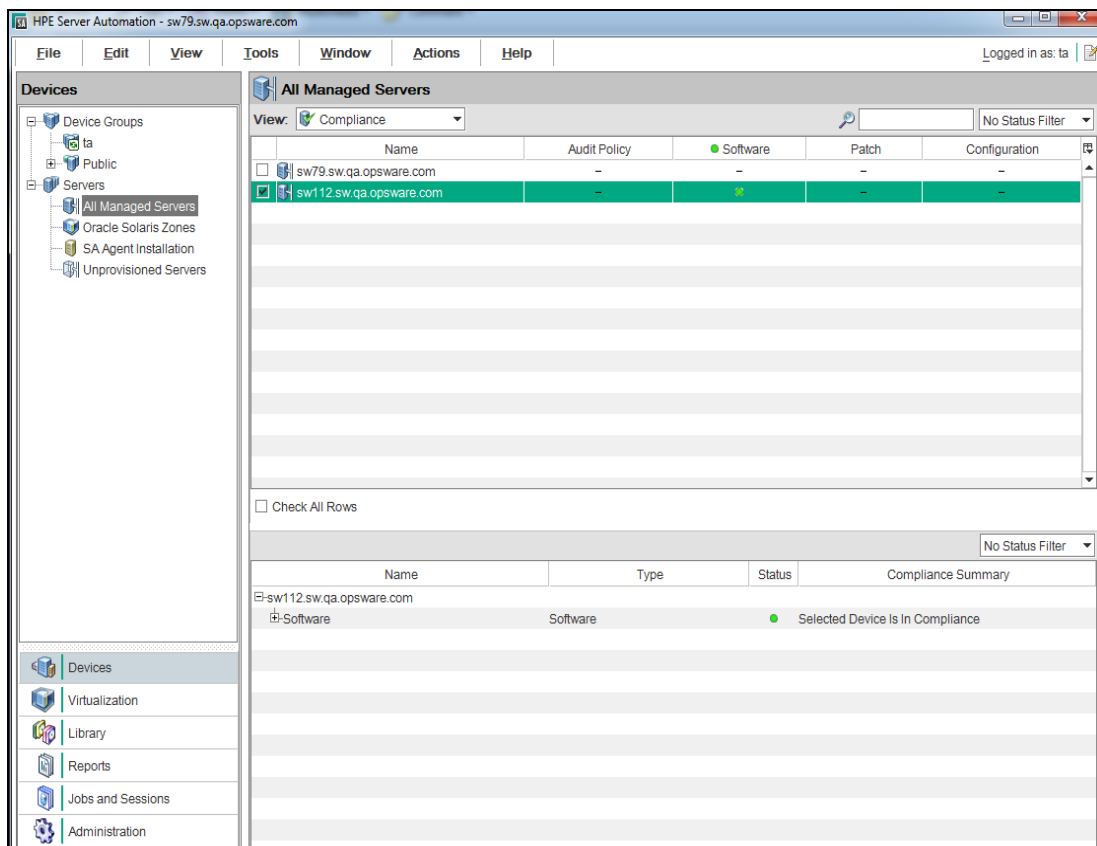 HPE Server Automation - sw79.sw.qa.opsware.com
File Edit View Tools Window Actions Help Logged in as: ta
Devices
Device Groups
ta
Public
Servers
All Managed Servers
Oracle Solaris Zones
SA Agent Installation
Unprovisioned Servers
Devices
Virtualization
Library
Reports
Jobs and Sessions
Administration
All Managed Servers
View: Compliance No Status Filter
Name Audit Policy Software Patch Configuration
sw79.sw.qa.opsware.com – – – –
sw112.sw.qa.opsware.com – – –
Check All Rows
No Status Filter
Name Type Status Compliance Summary
sw112.sw.qa.opsware.com
Software Software Selected Device Is In Compliance